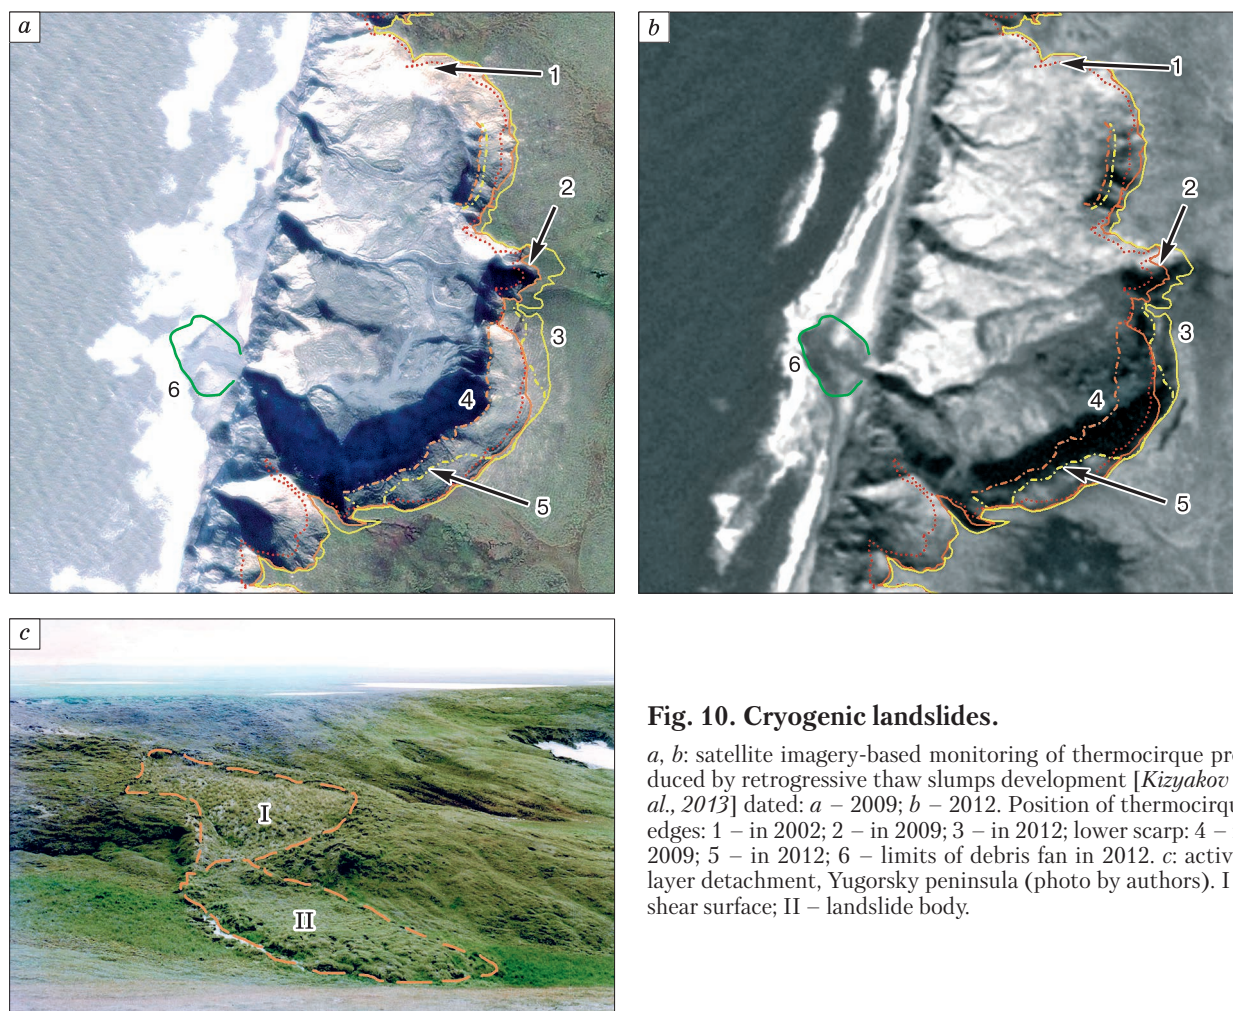 a
1
2
3
4
5
6
b
1
2
3
4
5
6
c
I
II
Fig. 10. Cryogenic landslides.
a, b: satellite imagery-based monitoring of thermocirque pro
duced by retrogressive thaw slumps development [Kizyakov
al., 2013] dated: a – 2009; b – 2012. Position of thermocirqu
edges: 1 – in 2002; 2 – in 2009; 3 – in 2012; lower scarp: 4 –
2009; 5 – in 2012; 6 – limits of debris fan in 2012. c: activ
layer detachment, Yugorsky peninsula (photo by authors). I
shear surface; II – landslide body.